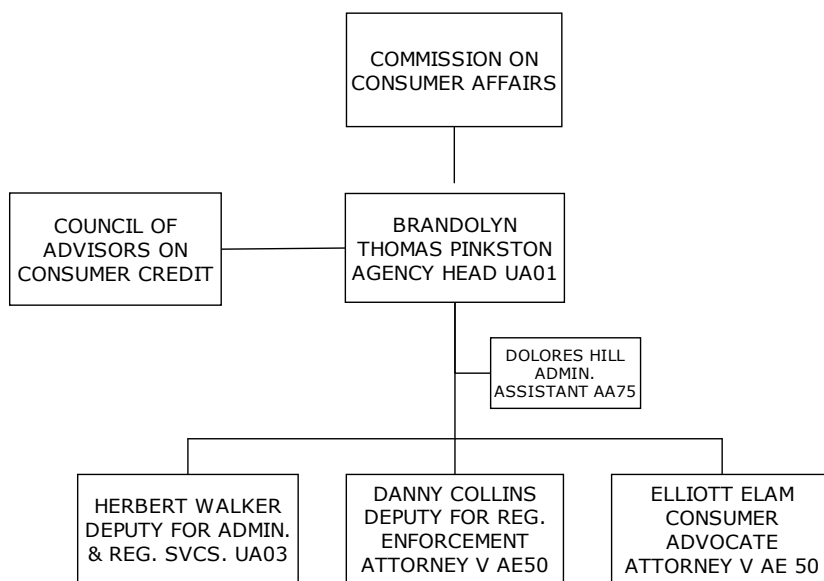 COMMISSION ON
CONSUMER AFFAIRS
COUNCIL OF
ADVISORS ON
CONSUMER CREDIT
BRANDOLYN
THOMAS PINKSTON
AGENCY HEAD UA01
DOLORES HILL
ADMIN.
ASSISTANT AA75
HERBERT WALKER
DEPUTY FOR ADMIN.
& REG. SVCS. UA03
DANNY COLLINS
DEPUTY FOR REG.
ENFORCEMENT
ATTORNEY V AE50
ELLIOTT ELAM
CONSUMER
ADVOCATE
ATTORNEY V AE 50